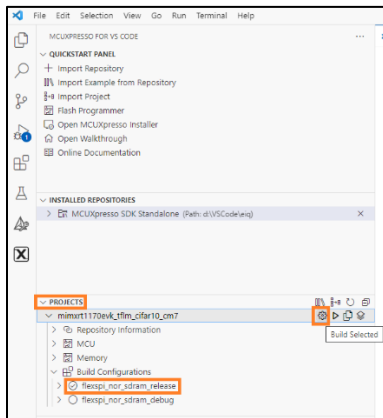 File Edit Selection View Go Run Terminal Help
MCUXPRESSO FOR VS CODE
QUICKSTART PANEL
Import Repository
Import Example from Repository
Import Project
Flash Programmer
Open MCUXpresso Installer
Open Walkthrough
Online Documentation
INSTALLED REPOSITORIES
MCUXpresso SDK Standalone (Path: d:\VSCode\eiq)
PROJECTS
mimxrt1170evk_tflm_cifar10_cm7
Build Selected
Repository Information
MCU
Memory
Build Configurations
flexspi_nor_sdram_release
flexspi_nor_sdram_debug